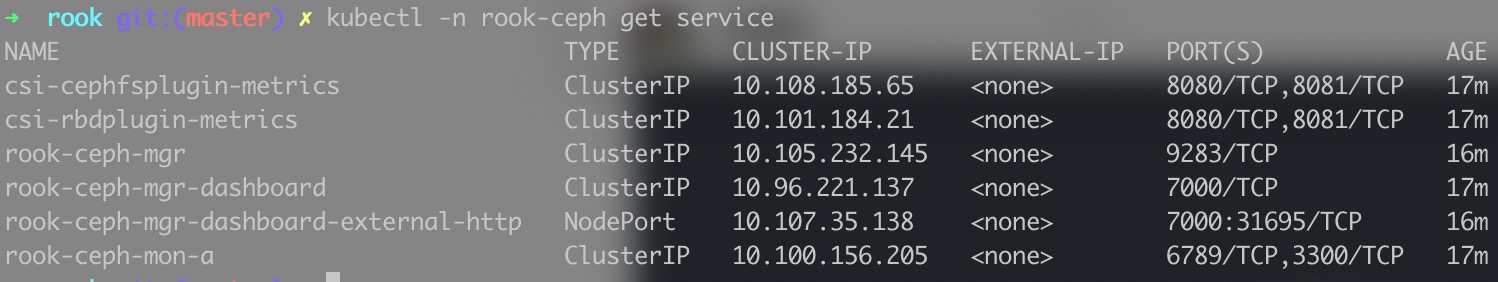 ➜ rook git:(master) ✗ kubectl -n rook-ceph get service
NAME TYPE CLUSTER-IP EXTERNAL-IP PORT(S) AGE
csi-cephfsplugin-metrics ClusterIP 10.108.185.65 <none> 8080/TCP,8081/TCP 17m
csi-rbdplugin-metrics ClusterIP 10.101.184.21 <none> 8080/TCP,8081/TCP 17m
rook-ceph-mgr ClusterIP 10.105.232.145 <none> 9283/TCP 16m
rook-ceph-mgr-dashboard ClusterIP 10.96.221.137 <none> 7000/TCP 17m
rook-ceph-mgr-dashboard-external-http NodePort 10.107.35.138 <none> 7000:31695/TCP 16m
rook-ceph-mon-a ClusterIP 10.100.156.205 <none> 6789/TCP,3300/TCP 17m